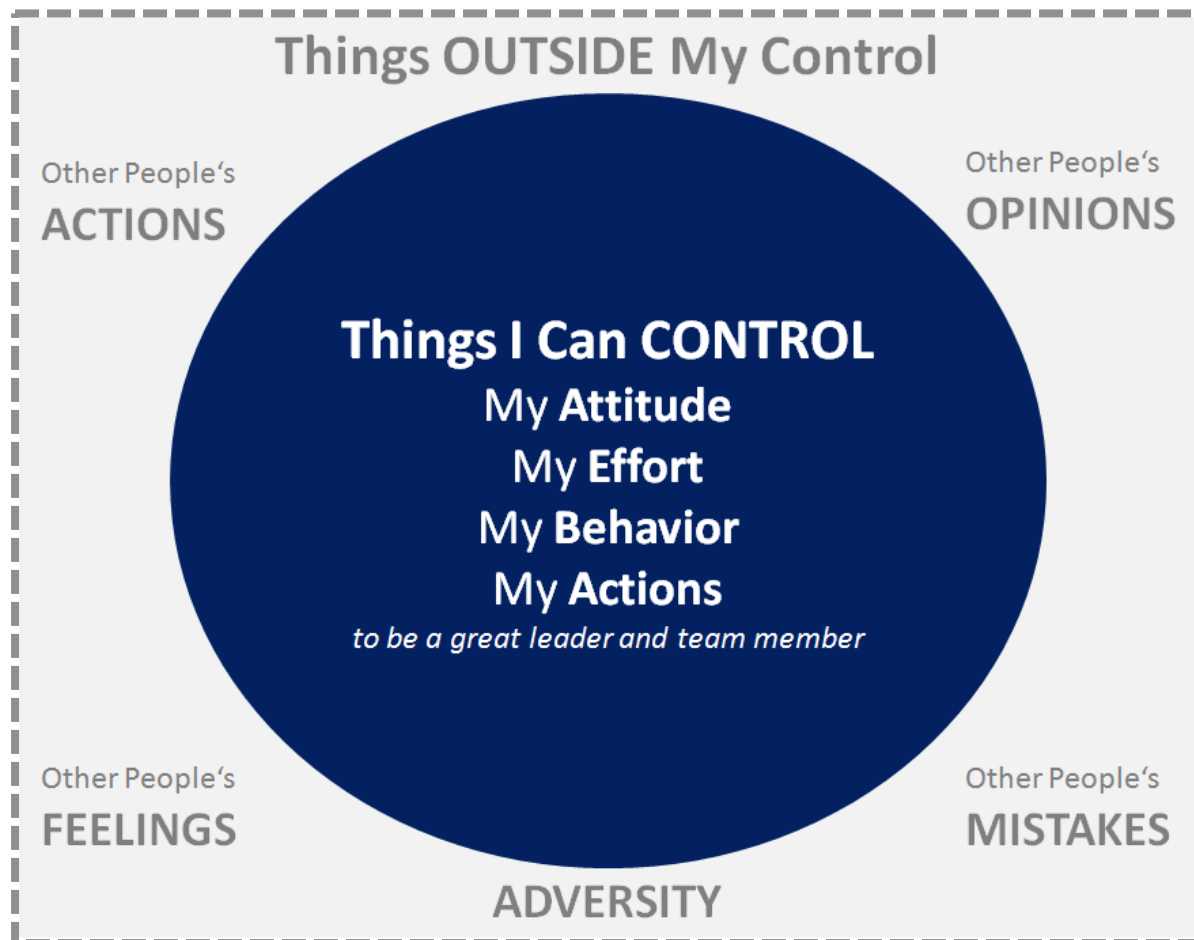 Things OUTSIDE My Control
Other People‘s
ACTIONS
Other People‘s
OPINIONS
Things I Can CONTROL
My Attitude
My Effort
My Behavior
My Actions
to be a great leader and team member
Other People‘s
FEELINGS
Other People‘s
MISTAKES
ADVERSITY